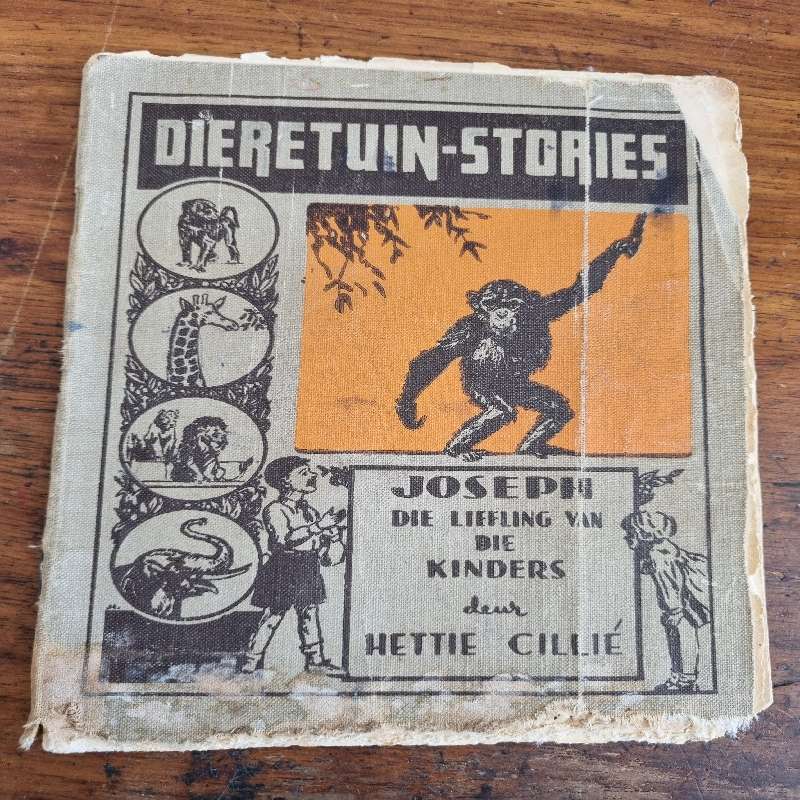 DIERETUIN-STORIES
JOSEPH
DIE LIEFLING VAN
DIE
KINDERS
deur
HETTIE CILLIÉ